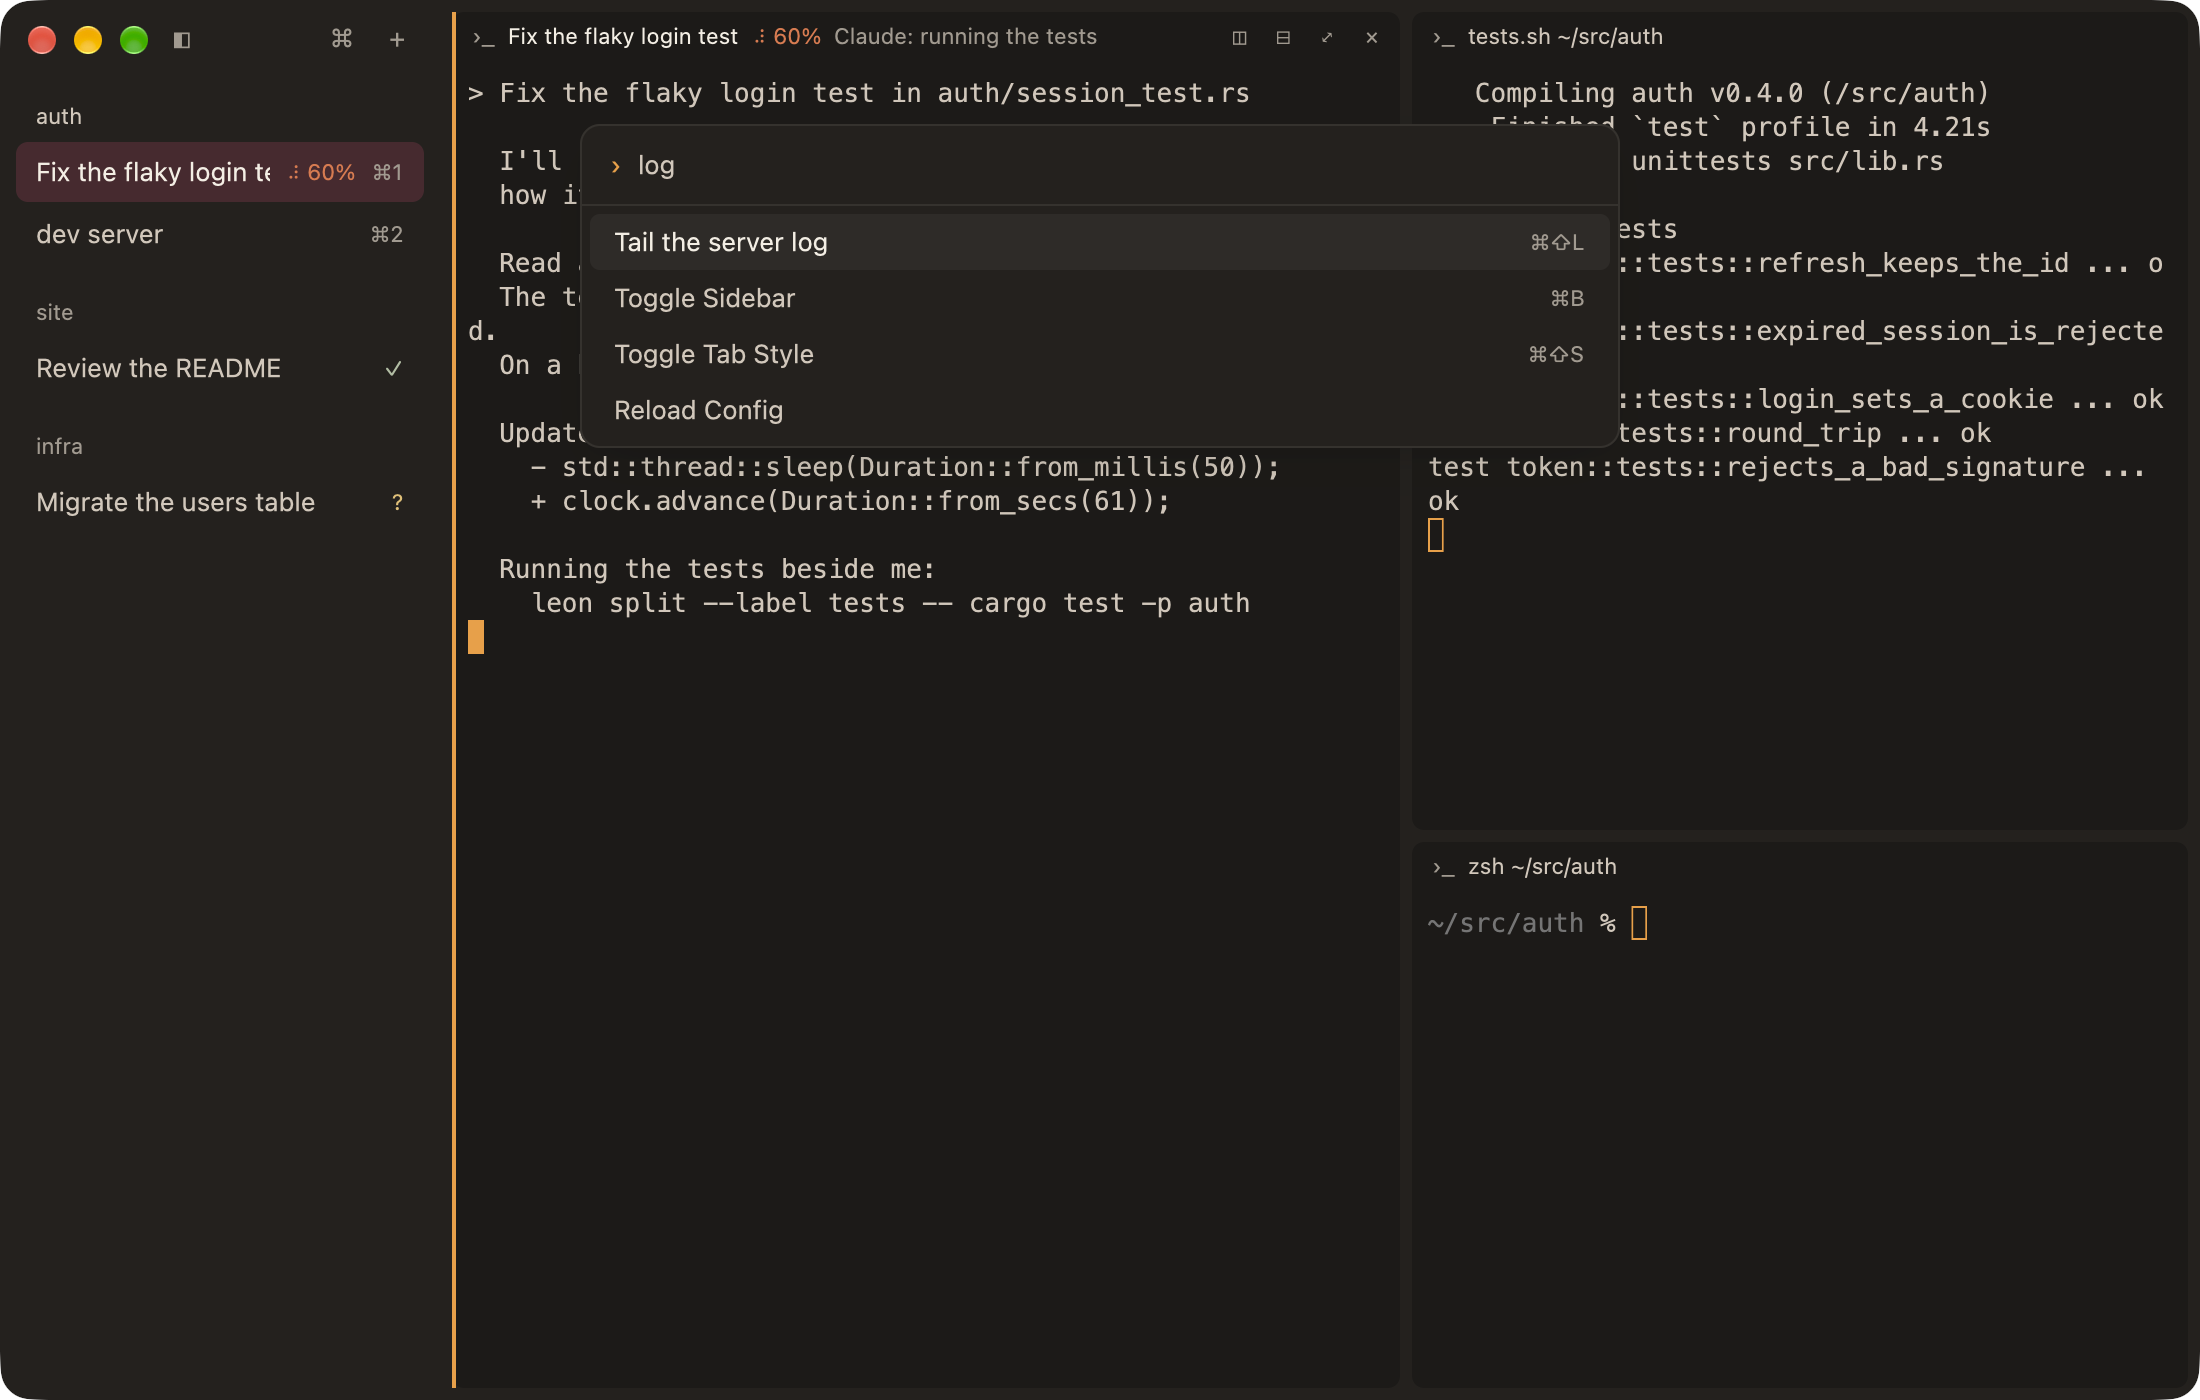 ⌘ +
auth
Fix the flaky login te 60% ⌘1
dev server ⌘2
site
Review the README ✓
infra
Migrate the users table ?
›_ Fix the flaky login test 60% Claude: running the tests
> Fix the flaky login test in auth/session_test.rs
I'll
how
Read
The
d.
On a
- std::thread::sleep(Duration::from_millis(50));
+ clock.advance(Duration::from_secs(61));
Running the tests beside me:
leon split --label tests -- cargo test -p auth
› log
Tail the server log ⌘⇧L
Toggle Sidebar ⌘B
Toggle Tab Style ⌘⇧S
Reload Config
›_ tests.sh ~/src/auth
Compiling auth v0.4.0 (/src/auth)
Finished `test` profile in 4.21s
unittests src/lib.rs
::tests::refresh_keeps_the_id ... o
::tests::expired_session_is_rejecte
::tests::login_sets_a_cookie ... ok
tests::round_trip ... ok
test token::tests::rejects_a_bad_signature ...
ok
›_ zsh ~/src/auth
~/src/auth %